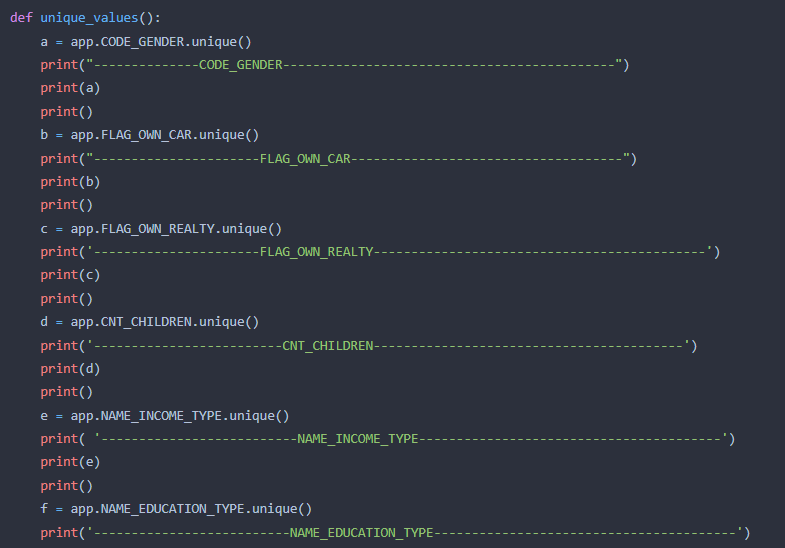 def unique_values():
    a = app.CODE_GENDER.unique()
    print("--------------CODE_GENDER--------------------------------------------")
    print(a)
    print()
    b = app.FLAG_OWN_CAR.unique()
    print("----------------------FLAG_OWN_CAR------------------------------------")
    print(b)
    print()
    c = app.FLAG_OWN_REALTY.unique()
    print('----------------------FLAG_OWN_REALTY--------------------------------------------')
    print(c)
    print()
    d = app.CNT_CHILDREN.unique()
    print('-------------------------CNT_CHILDREN-----------------------------------------')
    print(d)
    print()
    e = app.NAME_INCOME_TYPE.unique()
    print( '--------------------------NAME_INCOME_TYPE----------------------------------------')
    print(e)
    print()
    f = app.NAME_EDUCATION_TYPE.unique()
    print('--------------------------NAME_EDUCATION_TYPE----------------------------------------')